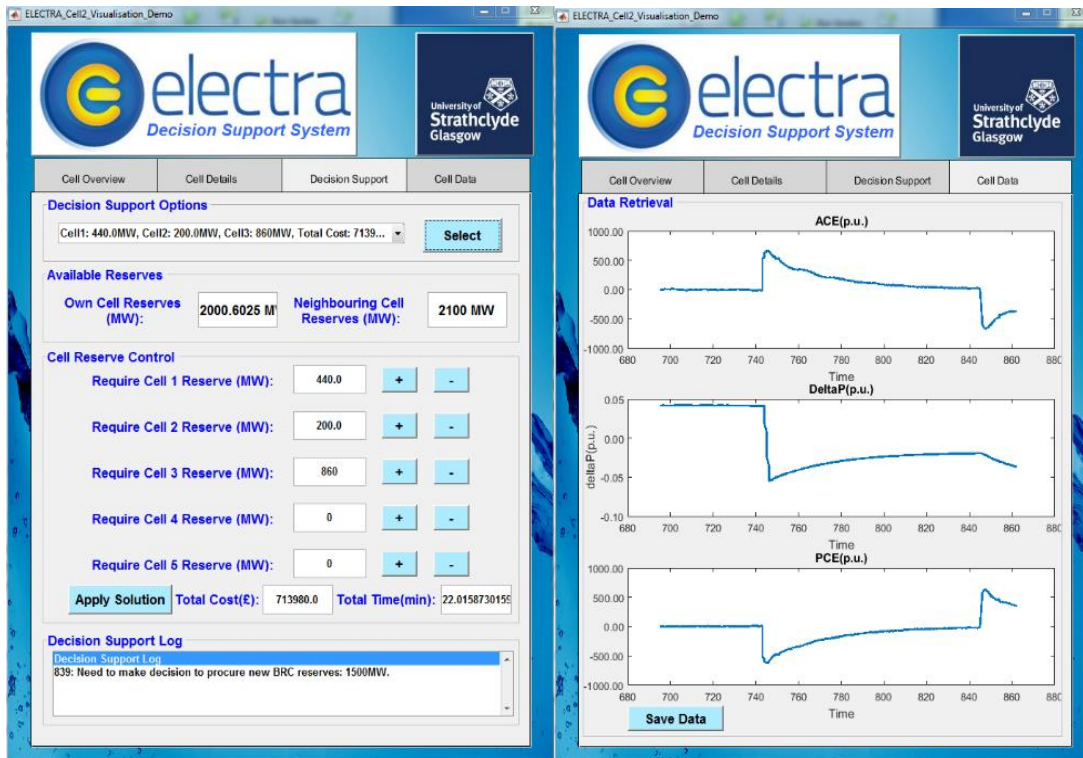 ELECTRA_Cell2_Visualisation_Demo
electra
Decision Support System
University of
Strathclyde
Glasgow
Cell Overview Cell Details Decision Support Cell Data
Decision Support Options
Cell1: 440.0MW, Cell2: 200.0MW, Cell3: 860MW, Total Cost: 7139...
Select
Available Reserves
Own Cell Reserves (MW): 2000.6025 M
Neighbouring Cell Reserves (MW): 2100 MW
Cell Reserve Control
Require Cell 1 Reserve (MW): 440.0 + -
Require Cell 2 Reserve (MW): 200.0 + -
Require Cell 3 Reserve (MW): 860 + -
Require Cell 4 Reserve (MW): 0 + -
Require Cell 5 Reserve (MW): 0 + -
Apply Solution Total Cost(£): 713980.0 Total Time(min): 22.0158730159
Decision Support Log
Decision Support Log
839: Need to make decision to procure new BRC reserves: 1500MW.
ELECTRA_Cell2_Visualisation_Demo
electra
Decision Support System
University of
Strathclyde
Glasgow
Cell Overview Cell Details Decision Support Cell Data
Data Retrieval
ACE(p.u.)
1000.00
500.00
0.00
-500.00
-1000.00
680 700 720 740 760 780 800 820 840 860 880
Time
DeltaP(p.u.)
deltaP(p.u.)
0.05
0.00
-0.05
-0.10
680 700 720 740 760 780 800 820 840 860 880
Time
PCE(p.u.)
1000.00
500.00
0.00
-500.00
-1000.00
680 700 720 740 760 780 800 820 840 860 880
Time
Save Data